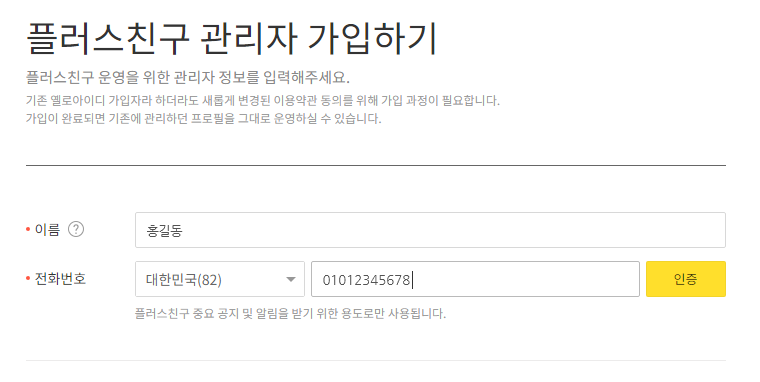 플러스친구 관리자 가입하기
플러스친구 운영을 위한 관리자 정보를 입력해주세요.
기존 옐로아이디 가입자라 하더라도 새롭게 변경된 이용약관 동의를 위해 가입 과정이 필요합니다.
가입이 완료되면 기존에 관리하던 프로필을 그대로 운영하실 수 있습니다.
• 이름 ? 홍길동
• 전화번호 대한민국(82) 01012345678 인증
플러스친구 중요 공지 및 알림을 받기 위한 용도로만 사용됩니다.